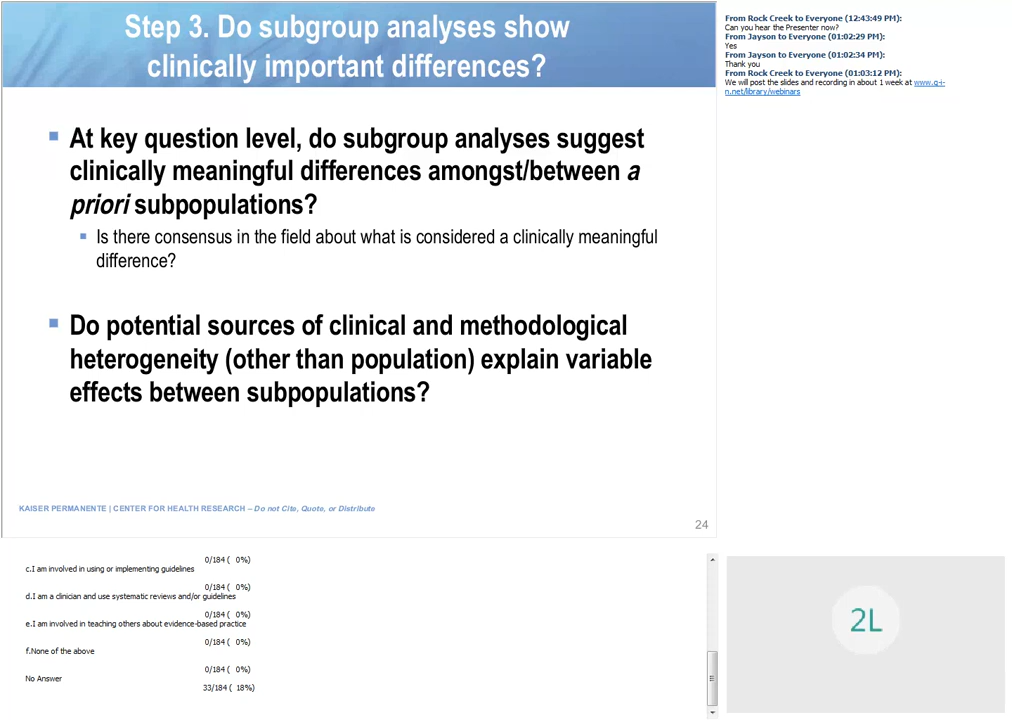 Step 3. Do subgroup analyses show
clinically important differences?
At key question level, do subgroup analyses suggest
clinically meaningful differences amongst/between a
priori subpopulations?
Is there consensus in the field about what is considered a clinically meaningful
difference?
Do potential sources of clinical and methodological
heterogeneity (other than population) explain variable
effects between subpopulations?
KAISER PERMANENTE | CENTER FOR HEALTH RESEARCH – Do not Cite, Quote, or Distribute
24
From Rock Creek to Everyone (12:43:49 PM):
Can you hear the Presenter now?
From Jayson to Everyone (01:02:29 PM):
Yes
From Jayson to Everyone (01:02:34 PM):
Thank you
From Rock Creek to Everyone (01:03:12 PM):
We will post the slides and recording in about 1 week at www.g-i-
n.net/library/webinars
0/184 ( 0%)
c.I am involved in using or implementing guidelines
0/184 ( 0%)
d.I am a clinician and use systematic reviews and/or guidelines
0/184 ( 0%)
e.I am involved in teaching others about evidence-based practice
0/184 ( 0%)
f.None of the above
0/184 ( 0%)
No Answer
33/184 ( 18%)
2L